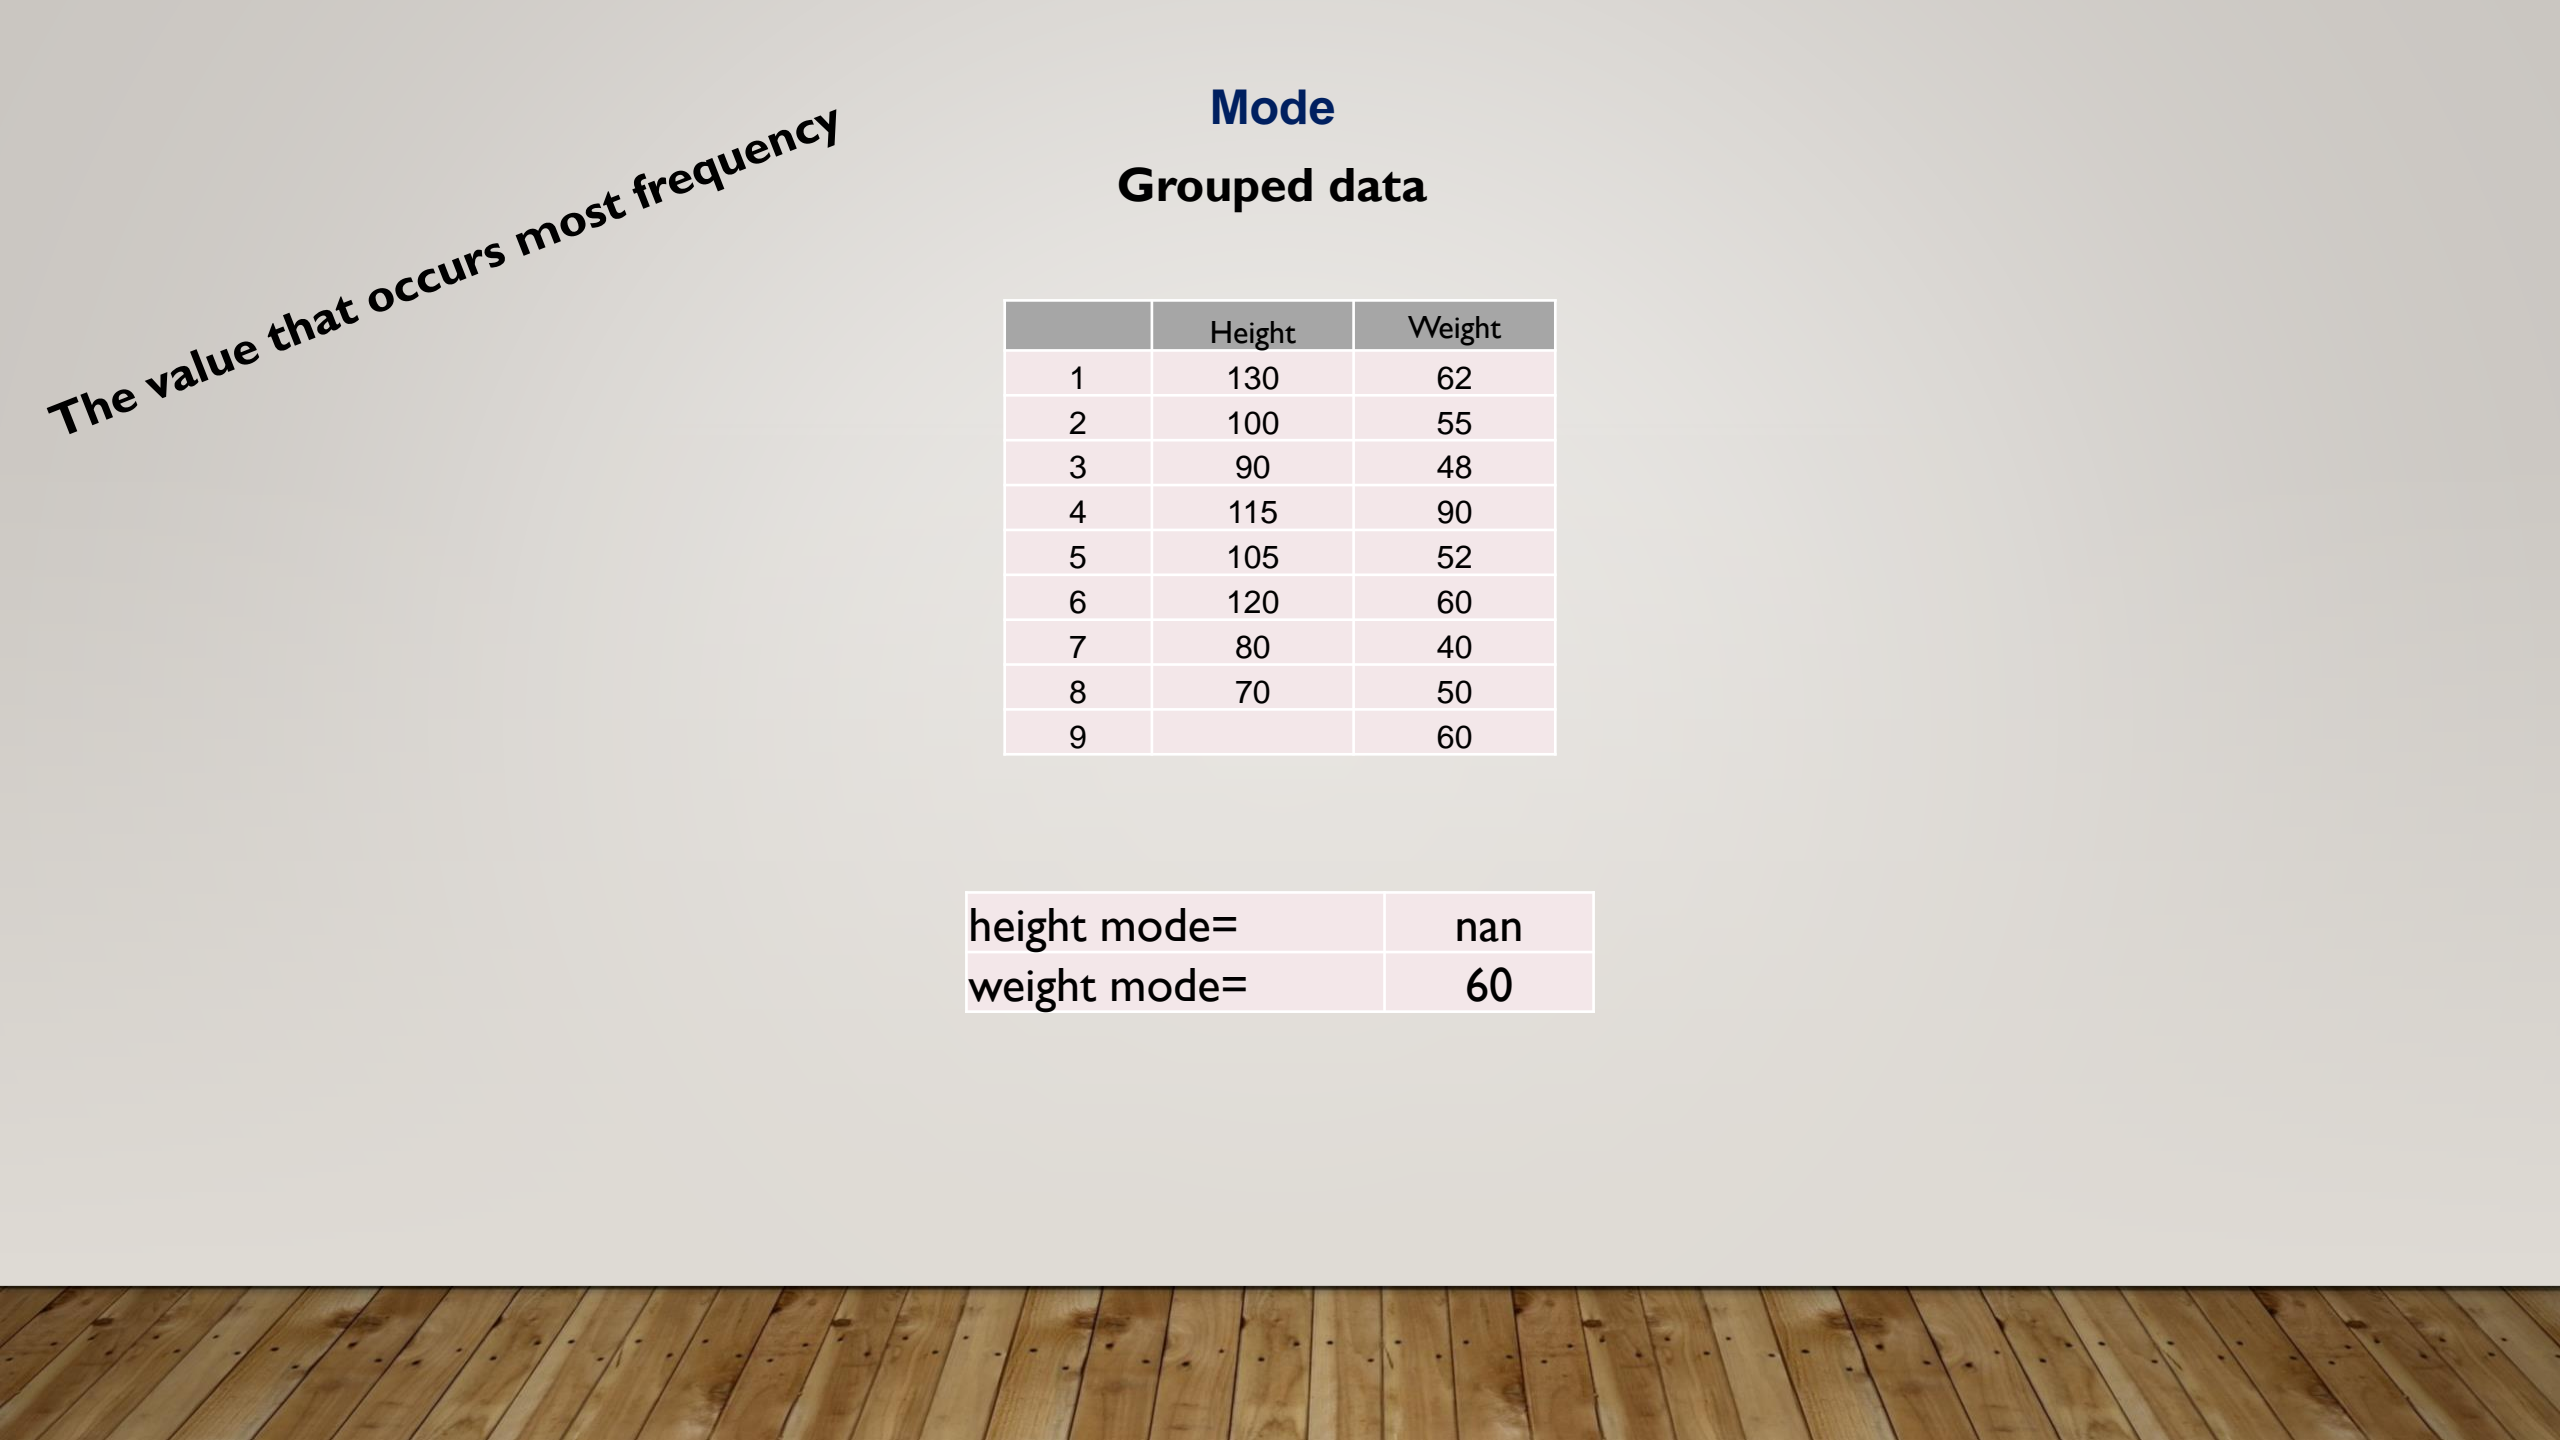 Mode
Grouped data
The value that occurs most frequency
Height Weight
1 130 62
2 100 55
3 90 48
4 115 90
5 105 52
6 120 60
7 80 40
8 70 50
9 60
height mode= nan
weight mode= 60